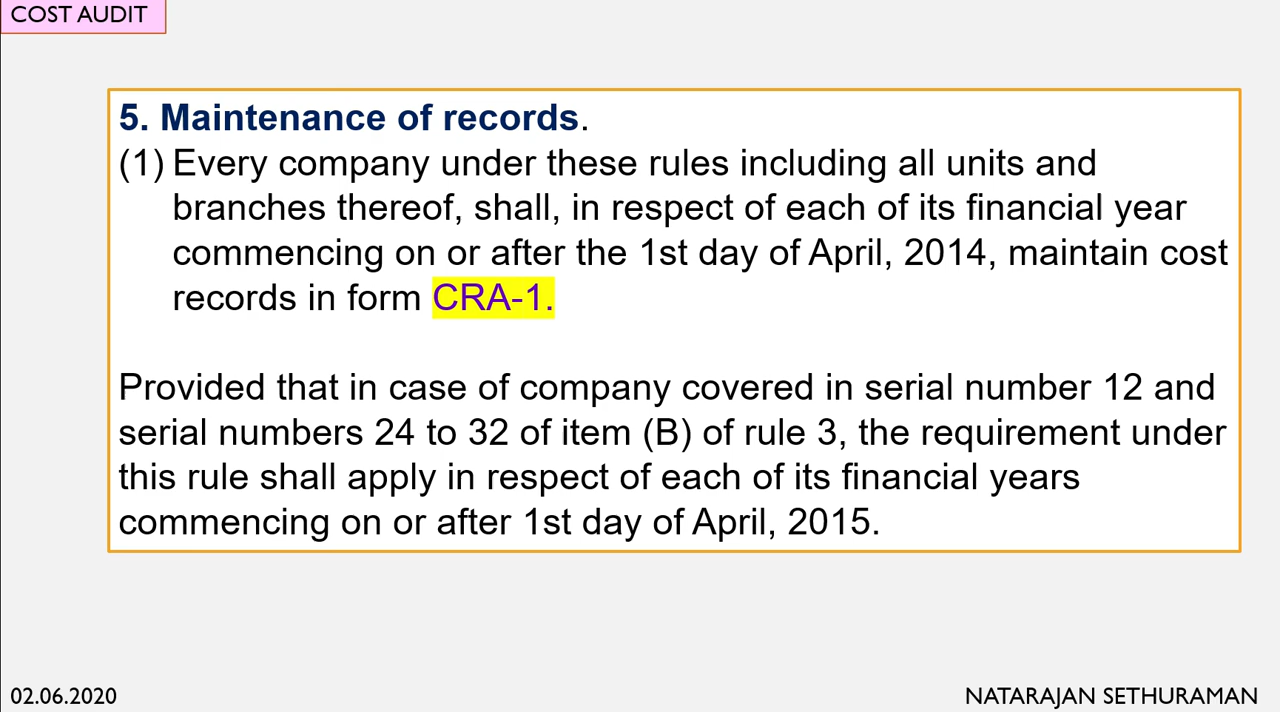 COST AUDIT
5. Maintenance of records.
(1) Every company under these rules including all units and
branches thereof, shall, in respect of each of its financial year
commencing on or after the 1st day of April, 2014, maintain cost
records in form CRA-1.
Provided that in case of company covered in serial number 12 and
serial numbers 24 to 32 of item (B) of rule 3, the requirement under
this rule shall apply in respect of each of its financial years
commencing on or after 1st day of April, 2015.
02.06.2020
NATARAJAN SETHURAMAN